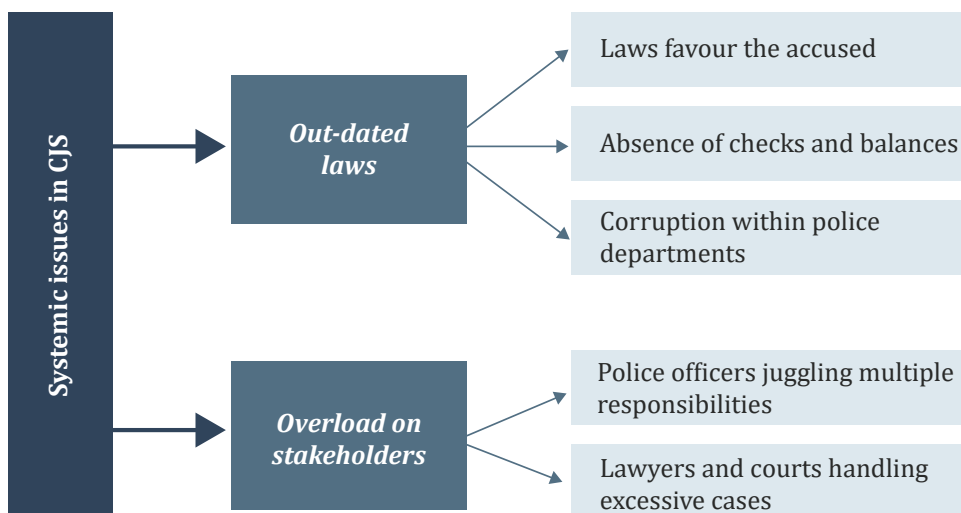 Systemic issues in CJS
Out-dated
laws
Laws favour the accused
Absence of checks and balances
Corruption within police
departments
Overload on
stakeholders
Police officers juggling multiple
responsibilities
Lawyers and courts handling
excessive cases